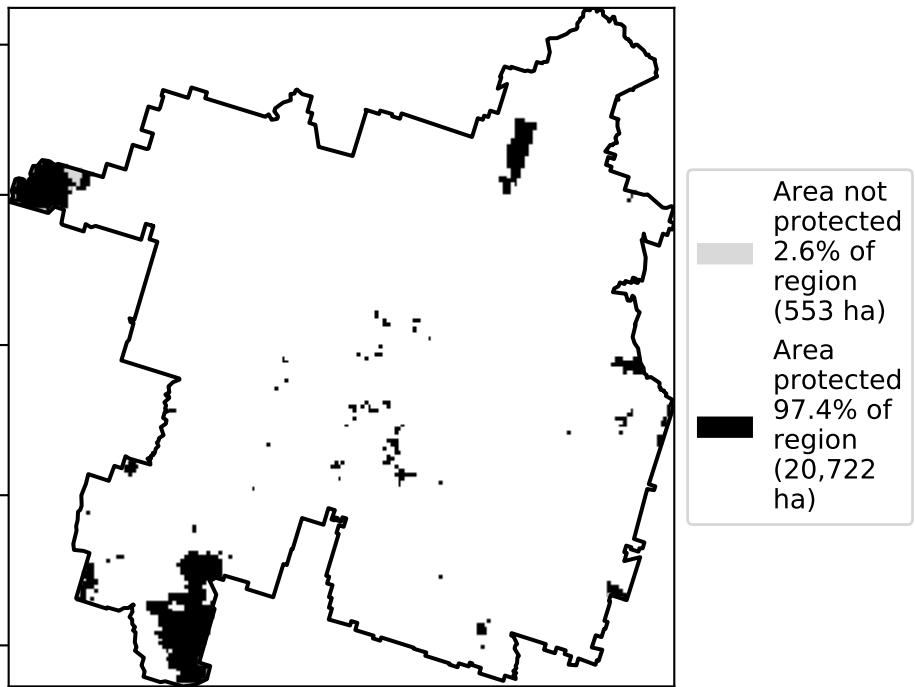 Area not
protected
2.6% of
region
(553 ha)
Area
protected
97.4% of
region
(20,722
ha)